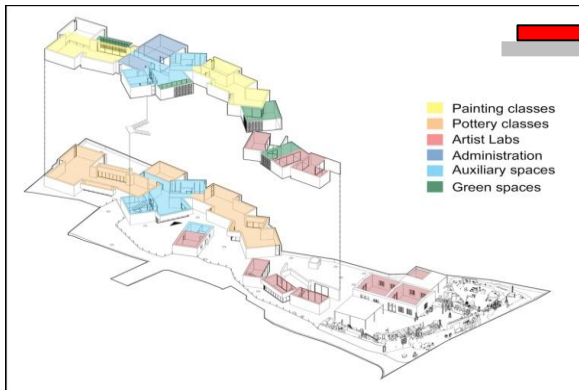 Painting classes
Pottery classes
Artist Labs
Administration
Auxiliary spaces
Green spaces